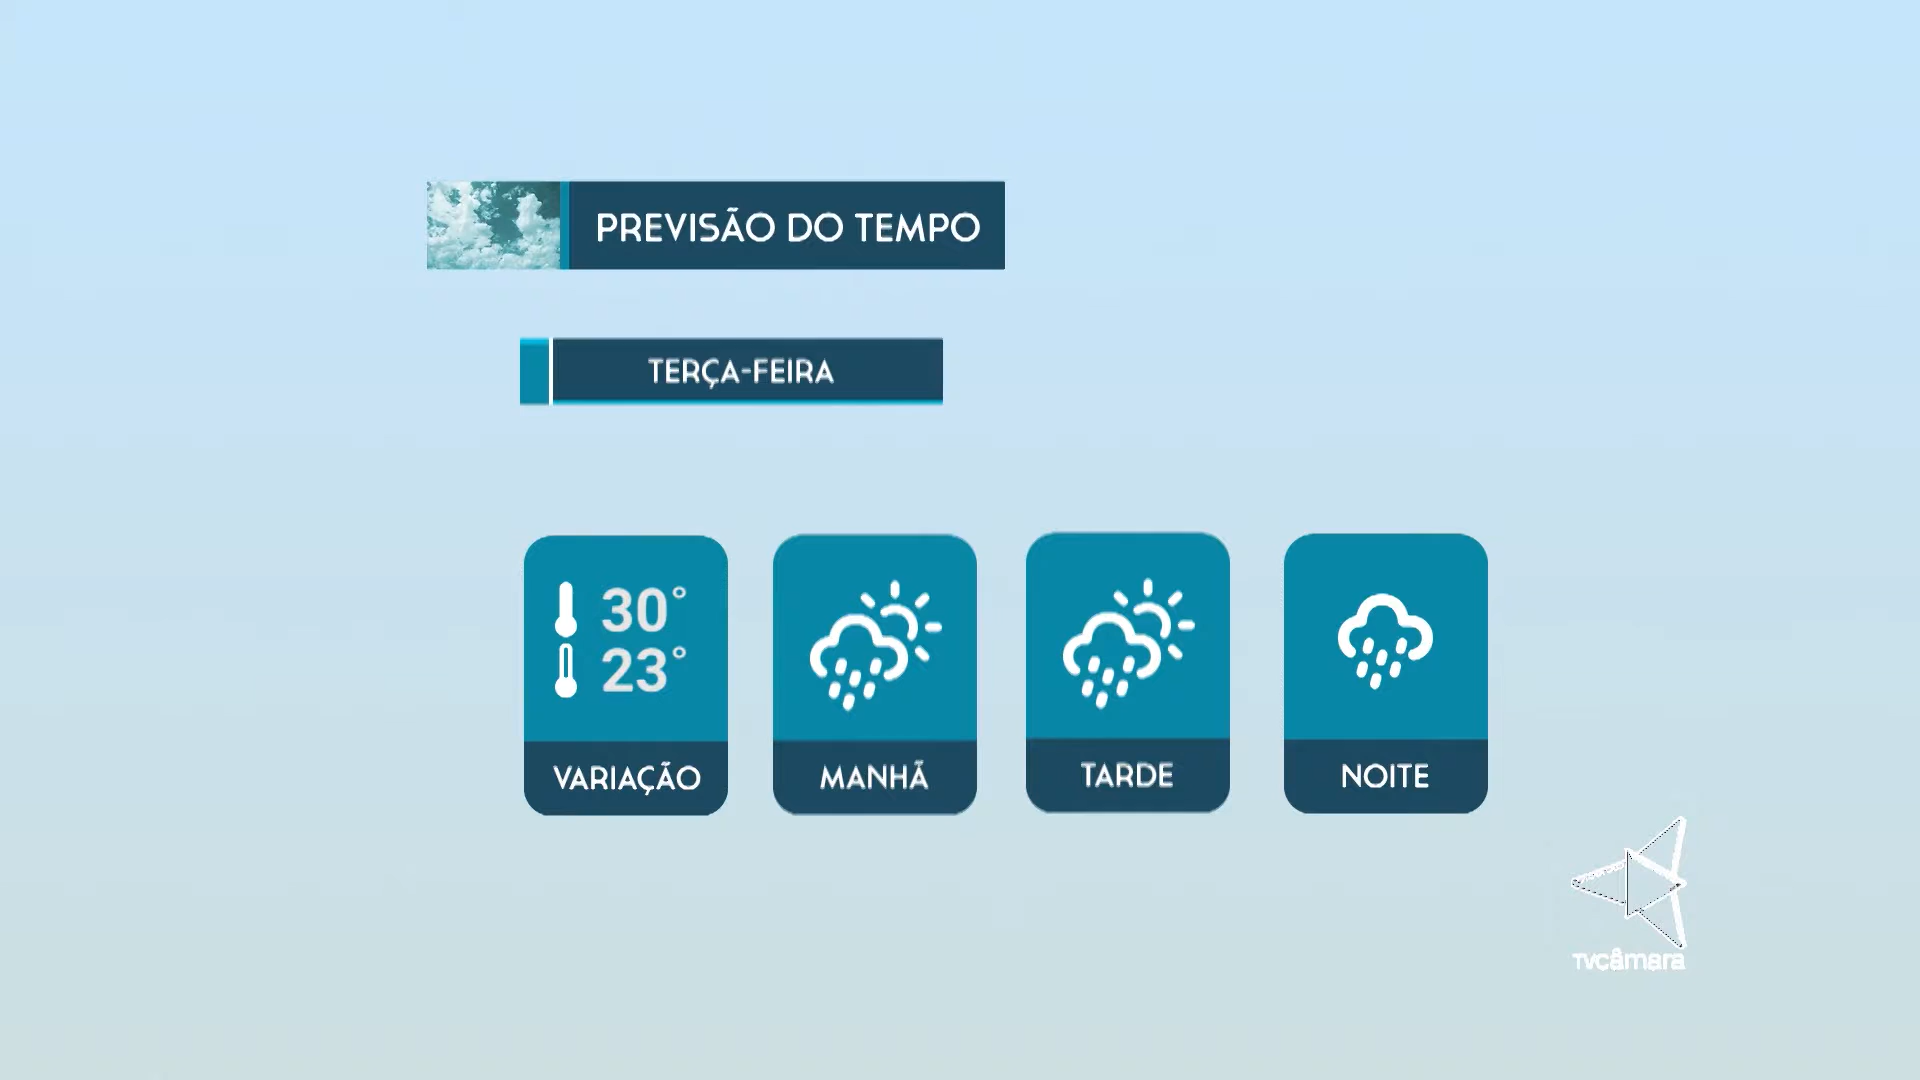 PREVISÃO DO TEMPO
TERÇA-FEIRA
30°
23°
VARIAÇÃO
MANHÃ
TARDE
NOITE
TVCâmara